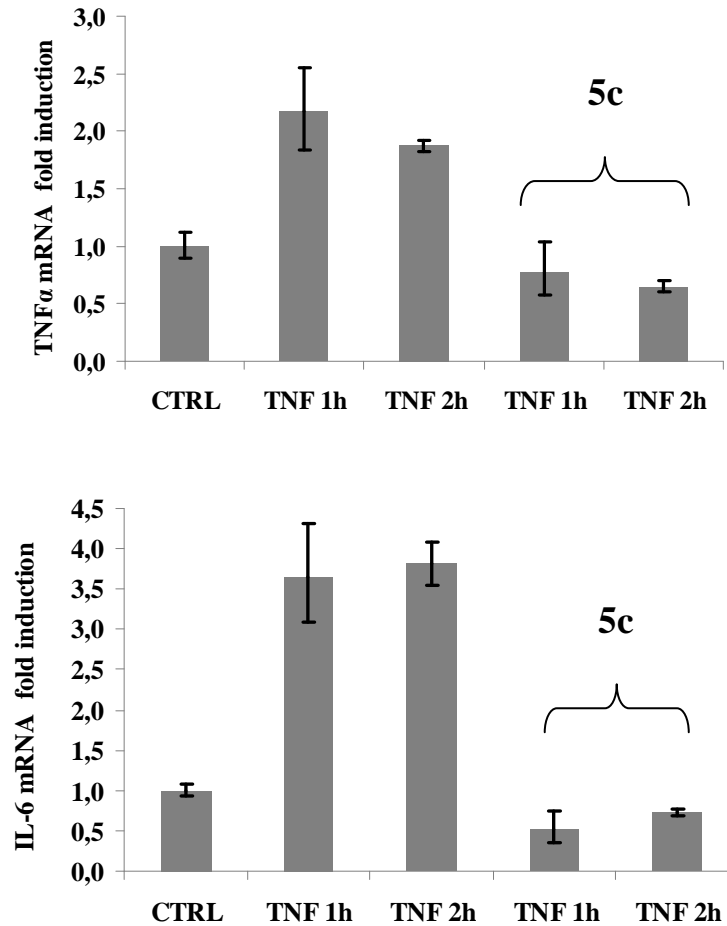 TNFα mRNA fold induction
3,0
2,5
2,0
1,5
1,0
0,5
0,0
5c
CTRL TNF 1h TNF 2h TNF 1h TNF 2h
IL-6 mRNA fold induction
4,5
4,0
3,5
3,0
2,5
2,0
1,5
1,0
0,5
0,0
5c
CTRL TNF 1h TNF 2h TNF 1h TNF 2h